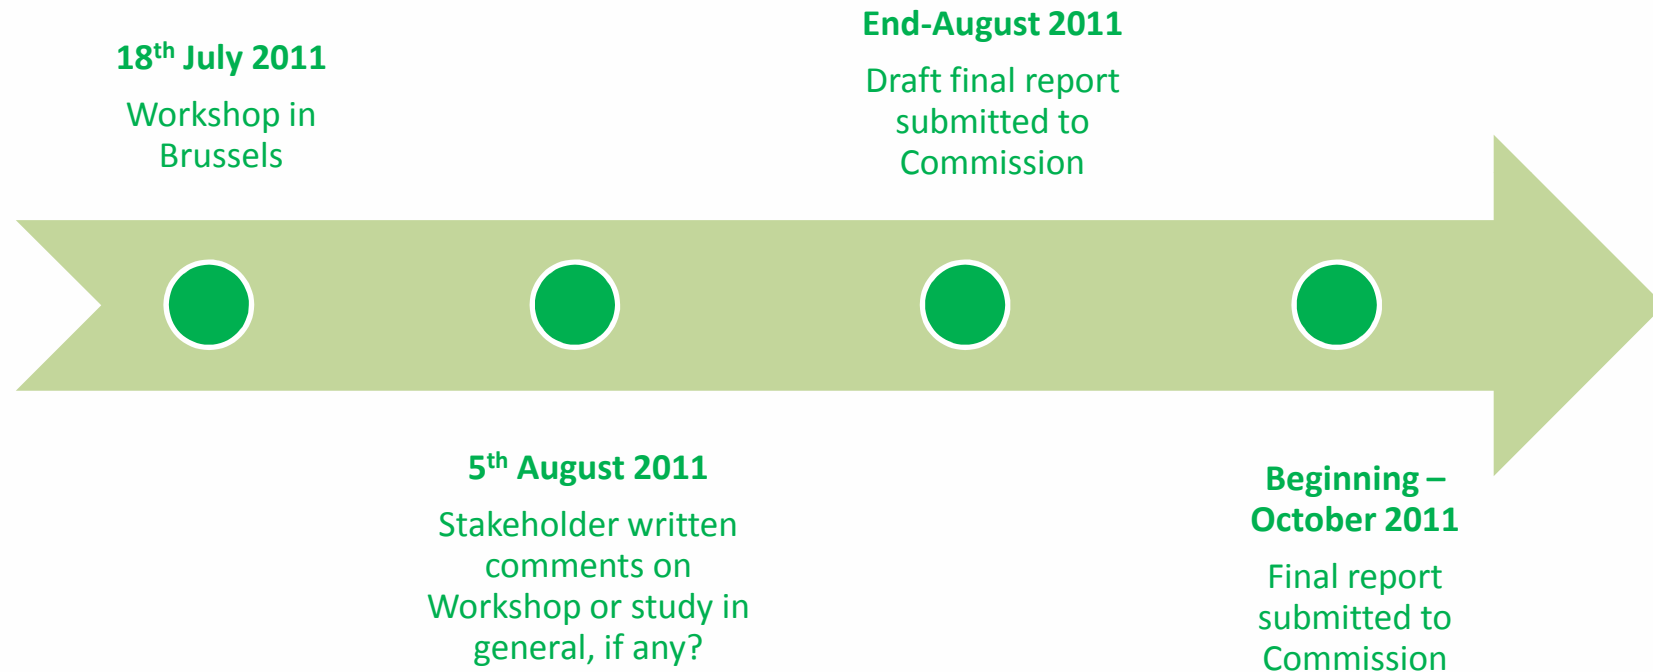 18th July 2011
Workshop in
Brussels
5th August 2011
Stakeholder written
comments on
Workshop or study in
general, if any?
End-August 2011
Draft final report
submitted to
Commission
Beginning –
October 2011
Final report
submitted to
Commission